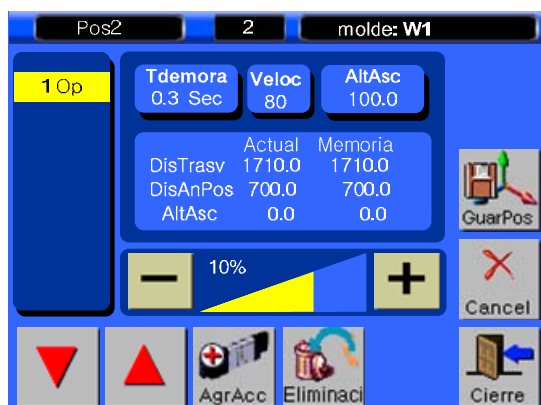 Pos2 2 molde: W1
1 Op
Tdemora Veloc AltAsc
0.3 Sec 80 100.0
Actual Memoria
DisTrasv 1710.0 1710.0
DisAnPos 700.0 700.0
AltAsc 0.0 0.0
GuarPos
10%
Cancel
AgrAcc Eliminaci Cierre